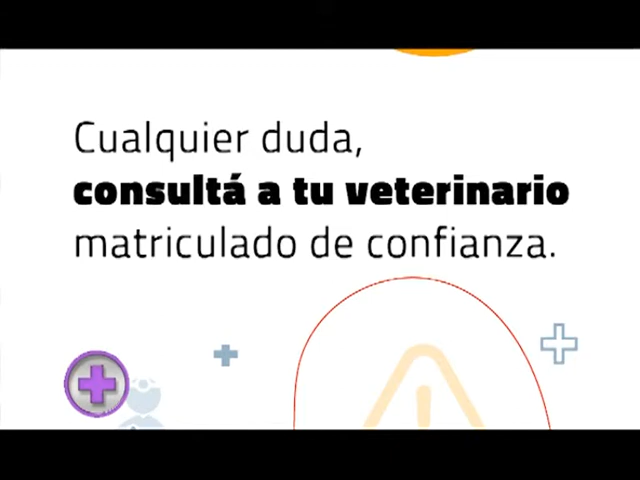 Cualquier duda,
consultá a tu veterinario
matriculado de confianza.